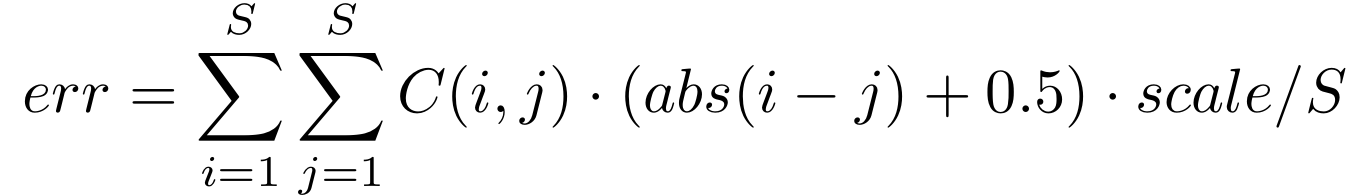 err = \sum_{i=1}^{S} \sum_{j=1}^{S} C(i, j) \cdot (abs(i - j) + 0.5) \cdot scale/S